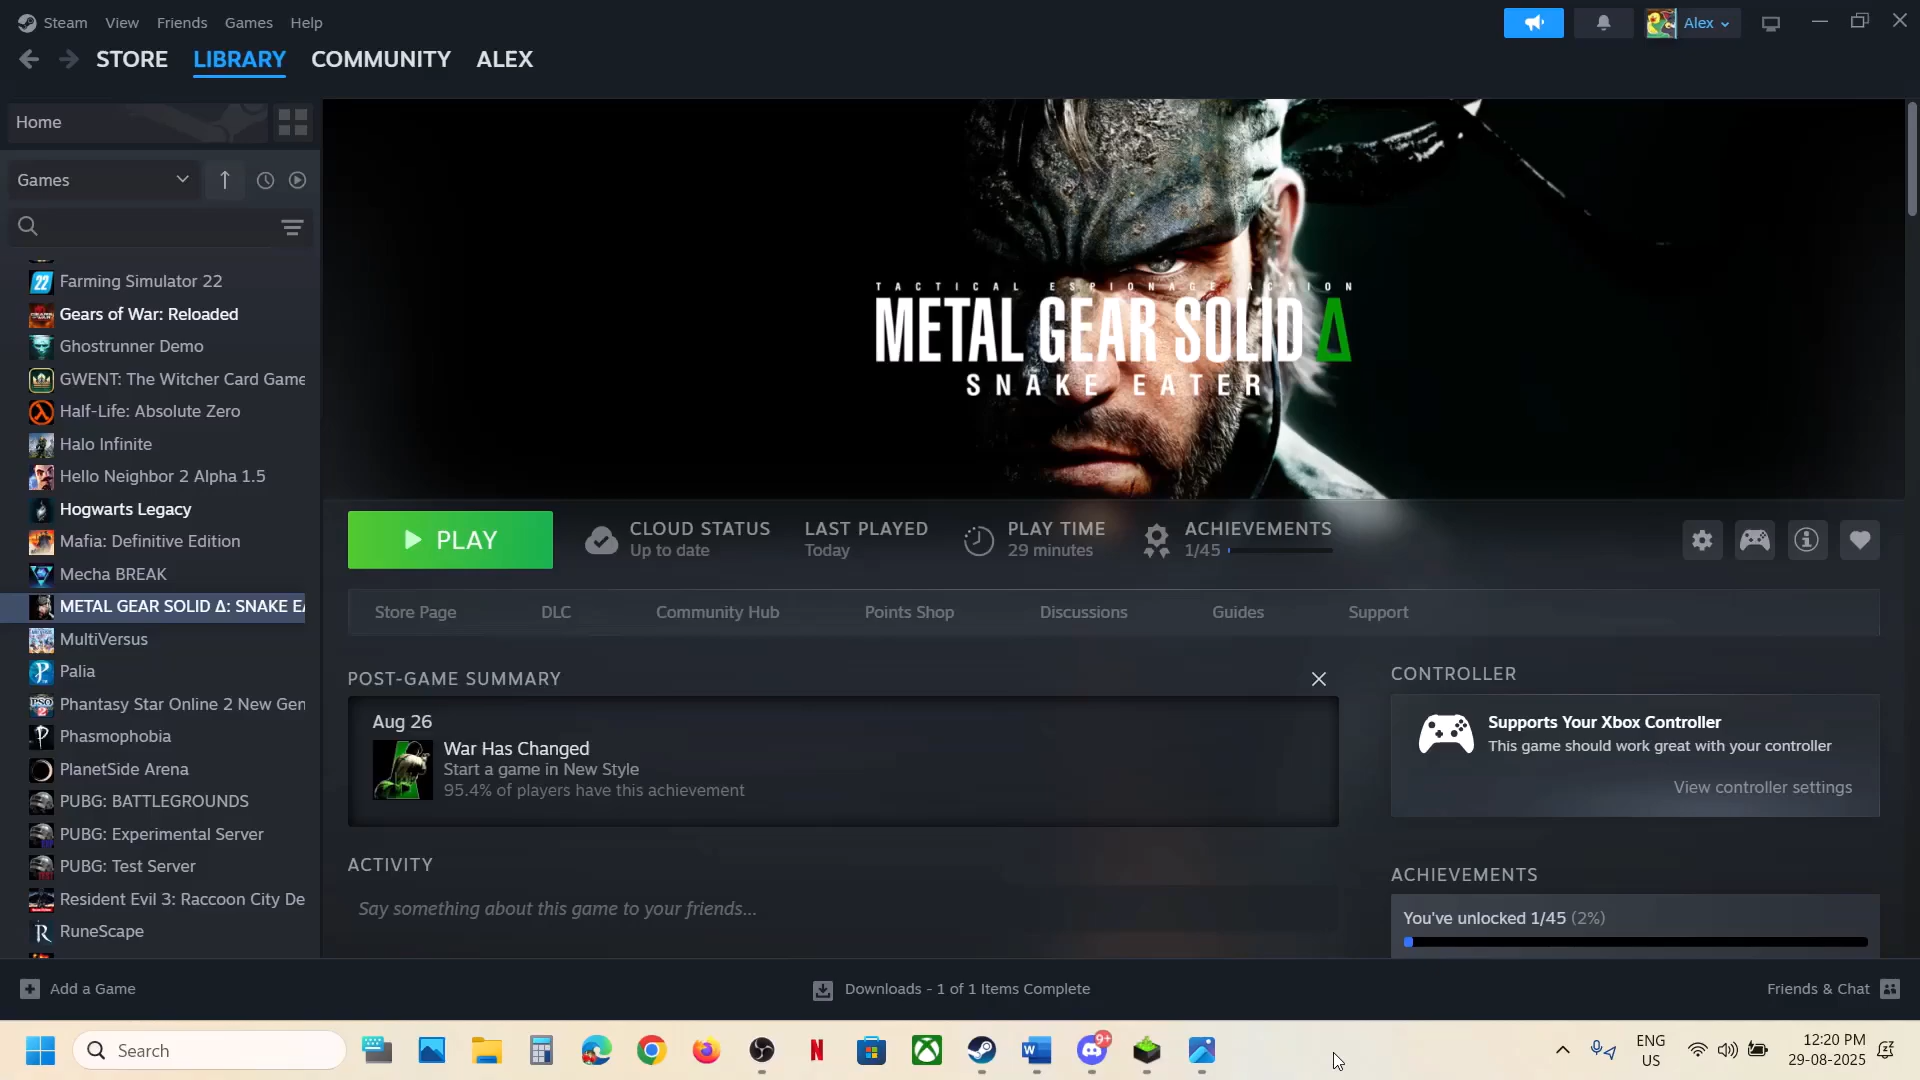 Steam View Friends Games Help
Alex
STORE LIBRARY COMMUNITY ALEX
Home
Games
22 Farming Simulator 22
Gears of War: Reloaded
Ghostrunner Demo
GWENT: The Witcher Card Game
Half-Life: Absolute Zero
Halo Infinite
Hello Neighbor 2 Alpha 1.5
Hogwarts Legacy
Mafia: Definitive Edition
Mecha BREAK
METAL GEAR SOLID Δ: SNAKE EA
MultiVersus
Palia
Phantasy Star Online 2 New Gen
Phasmophobia
PlanetSide Arena
PUBG: BATTLEGROUNDS
PUBG: Experimental Server
PUBG: Test Server
Resident Evil 3: Raccoon City De
RuneScape
TACTICAL ESPIONAGE ACTION
METAL GEAR SOLID Δ
SNAKE EATER
PLAY
CLOUD STATUS
Up to date
LAST PLAYED
Today
PLAY TIME
29 minutes
ACHIEVEMENTS
1/45
Store Page DLC Community Hub Points Shop Discussions Guides Support
POST-GAME SUMMARY
Aug 26
War Has Changed
Start a game in New Style
95.4% of players have this achievement
ACTIVITY
Say something about this game to your friends...
CONTROLLER
Supports Your Xbox Controller
This game should work great with your controller
View controller settings
ACHIEVEMENTS
You've unlocked 1/45 (2%)
Add a Game
Downloads - 1 of 1 Items Complete
Friends & Chat
Search
9+
ENG
US
12:20 PM
29-08-2025